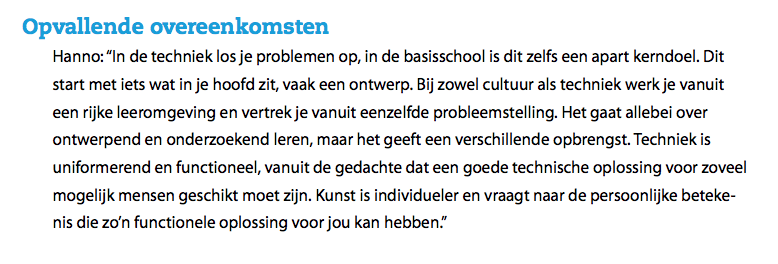 Opvallende overeenkomsten
Hanno: “In de techniek los je problemen op, in de basisschool is dit zelfs een apart kerndoel. Dit
start met iets wat in je hoofd zit, vaak een ontwerp. Bij zowel cultuur als techniek werk je vanuit
een rijke leeromgeving en vertrek je vanuit eenzelfde probleemstelling. Het gaat allebei over
ontwerpend en onderzoekend leren, maar het geeft een verschillende opbrengst. Techniek is
uniformerend en functioneel, vanuit de gedachte dat een goede technische oplossing voor zoveel
mogelijk mensen geschikt moet zijn. Kunst is individueler en vraagt naar de persoonlijke beteke-
nis die zo’n functionele oplossing voor jou kan hebben.”